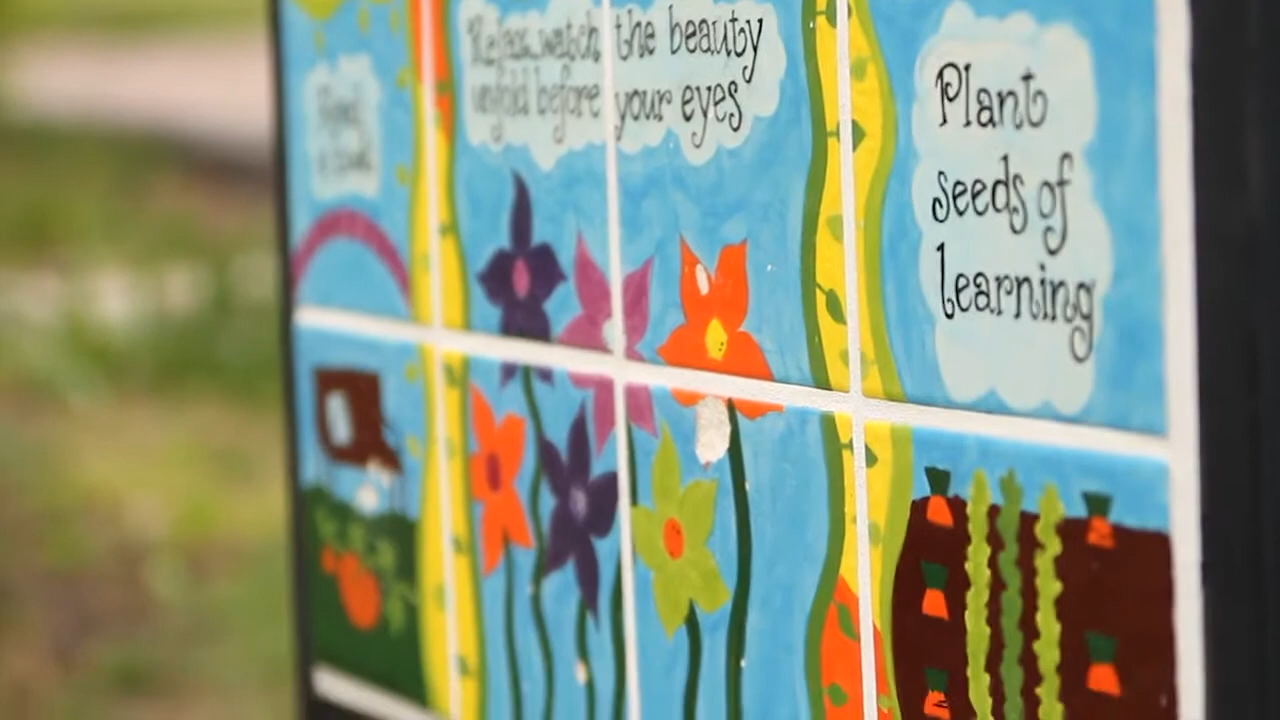 Relax...watch the beauty
unfold before your eyes
Plant
seeds of
learning